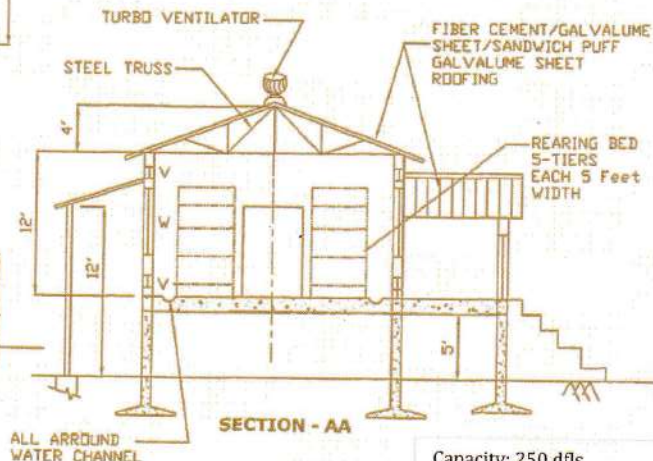 TURBO VENTILATOR
STEEL TRUSS
FIBER CEMENT/GALVALUME
SHEET/SANDWICH PUFF
GALVALUME SHEET
ROOFING
4'
REARING BED
5-TIERS
EACH 5 Feet
WIDTH
V
W
V
12'
12'
5'
SECTION - AA
ALL ARROUND
WATER CHANNEL
Capacity: 250 dfls